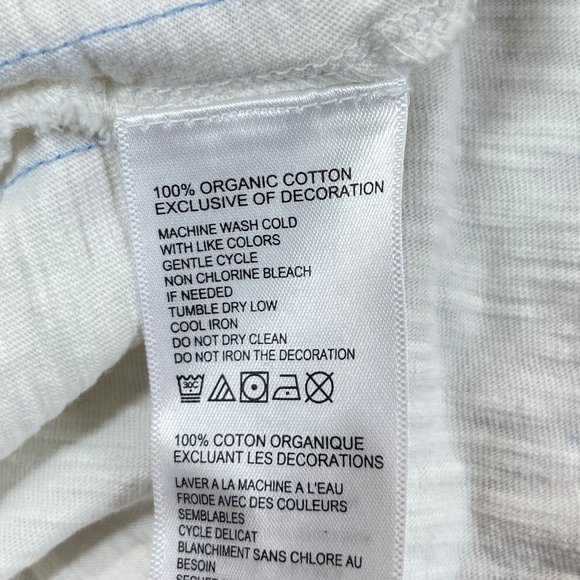 100% ORGANIC COTTON
EXCLUSIVE OF DECORATION
MACHINE WASH COLD
WITH LIKE COLORS
GENTLE CYCLE
NON CHLORINE BLEACH
IF NEEDED
TUMBLE DRY LOW
COOL IRON
DO NOT DRY CLEAN
DO NOT IRON THE DECORATION
30C
100% COTON ORGANIQUE
EXCLUANT LES DECORATIONS
LAVER A LA MACHINE A L'EAU
FROIDE AVEC DES COULEURS
SEMBLABLES
CYCLE DELICAT
BLANCHIMENT SANS CHLORE AU
BESOIN